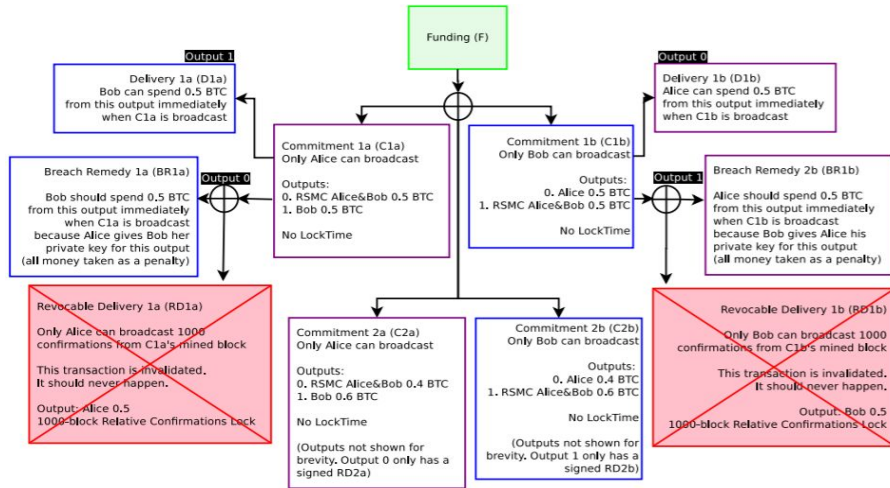 Funding (F)
Output 1
Delivery 1a (D1a)
Bob can spend 0.5 BTC
from this output immediately
when C1a is broadcast
Output 0
Delivery 1b (D1b)
Alice can spend 0.5 BTC
from this output immediately
when C1b is broadcast
Commitment 1a (C1a)
Only Alice can broadcast
Outputs:
0. RSMC Alice&Bob 0.5 BTC
1. Bob 0.5 BTC
No LockTime
Commitment 1b (C1b)
Only Bob can broadcast
Outputs:
0. Alice 0.5 BTC
1. RSMC Alice&Bob 0.5 BTC
No LockTime
Output 0
Breach Remedy 1a (BR1a)
Bob should spend 0.5 BTC
from this output immediately
when C1a is broadcast
because Alice gives Bob her
private key for this output
(all money taken as a penalty)
Output 1
Breach Remedy 2b (BR1b)
Alice should spend 0.5 BTC
from this output immediately
when C1b is broadcast
because Bob gives Alice his
private key for this output
(all money taken as a penalty)
Revocable Delivery 1a (RD1a)
Only Alice can broadcast 1000
confirmations from C1a's mined block
This transaction is invalidated.
It should never happen.
Output: Alice 0.5
1000-block Relative Confirmations Lock
Commitment 2a (C2a)
Only Alice can broadcast
Outputs:
0. RSMC Alice&Bob 0.4 BTC
1. Bob 0.6 BTC
No LockTime
(Outputs not shown for
brevity. Output 0 only has a
signed RD2a)
Commitment 2b (C2b)
Only Bob can broadcast
Outputs:
0. Alice 0.4 BTC
1. RSMC Alice&Bob 0.6 BTC
No LockTime
(Outputs not shown for
brevity. Output 1 only has a
signed RD2b)
Revocable Delivery 1b (RD1b)
Only Bob can broadcast 1000
confirmations from C1b's mined block
This transaction is invalidated.
It should never happen.
Output: Bob 0.5
1000-block Relative Confirmations Lock